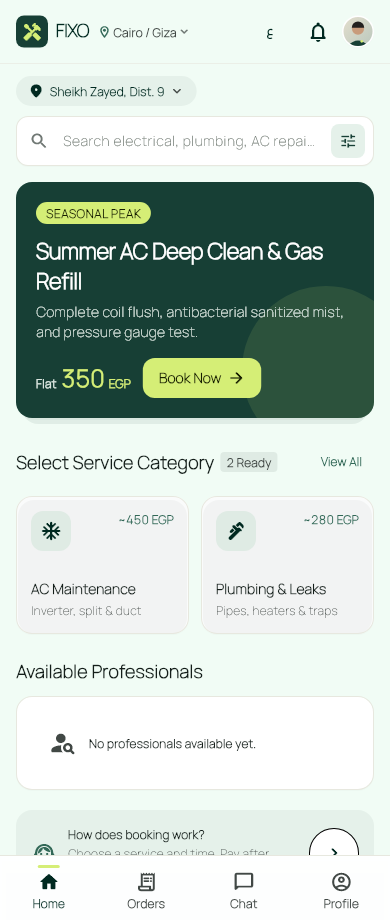 FIXO
Cairo / Giza
ع
Sheikh Zayed, Dist. 9
Search electrical, plumbing, AC repai...
SEASONAL PEAK
Summer AC Deep Clean & Gas
Refill
Complete coil flush, antibacterial sanitized mist,
and pressure gauge test.
Flat 350 EGP
Book Now
Select Service Category
2 Ready
View All
~450 EGP
AC Maintenance
Inverter, split & duct
~280 EGP
Plumbing & Leaks
Pipes, heaters & traps
Available Professionals
No professionals available yet.
How does booking work?
Choose a service and time. Pay after
Home
Orders
Chat
Profile